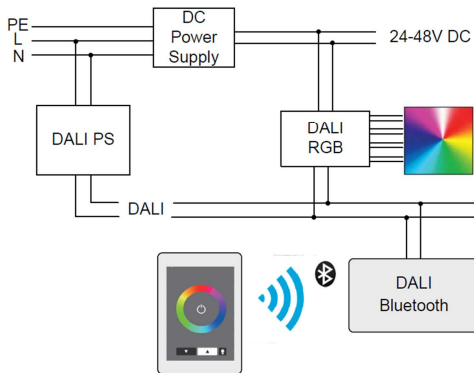 PE
L
N
DC
Power
Supply
24-48V DC
DALI PS
DALI
RGB
DALI
DALI
Bluetooth